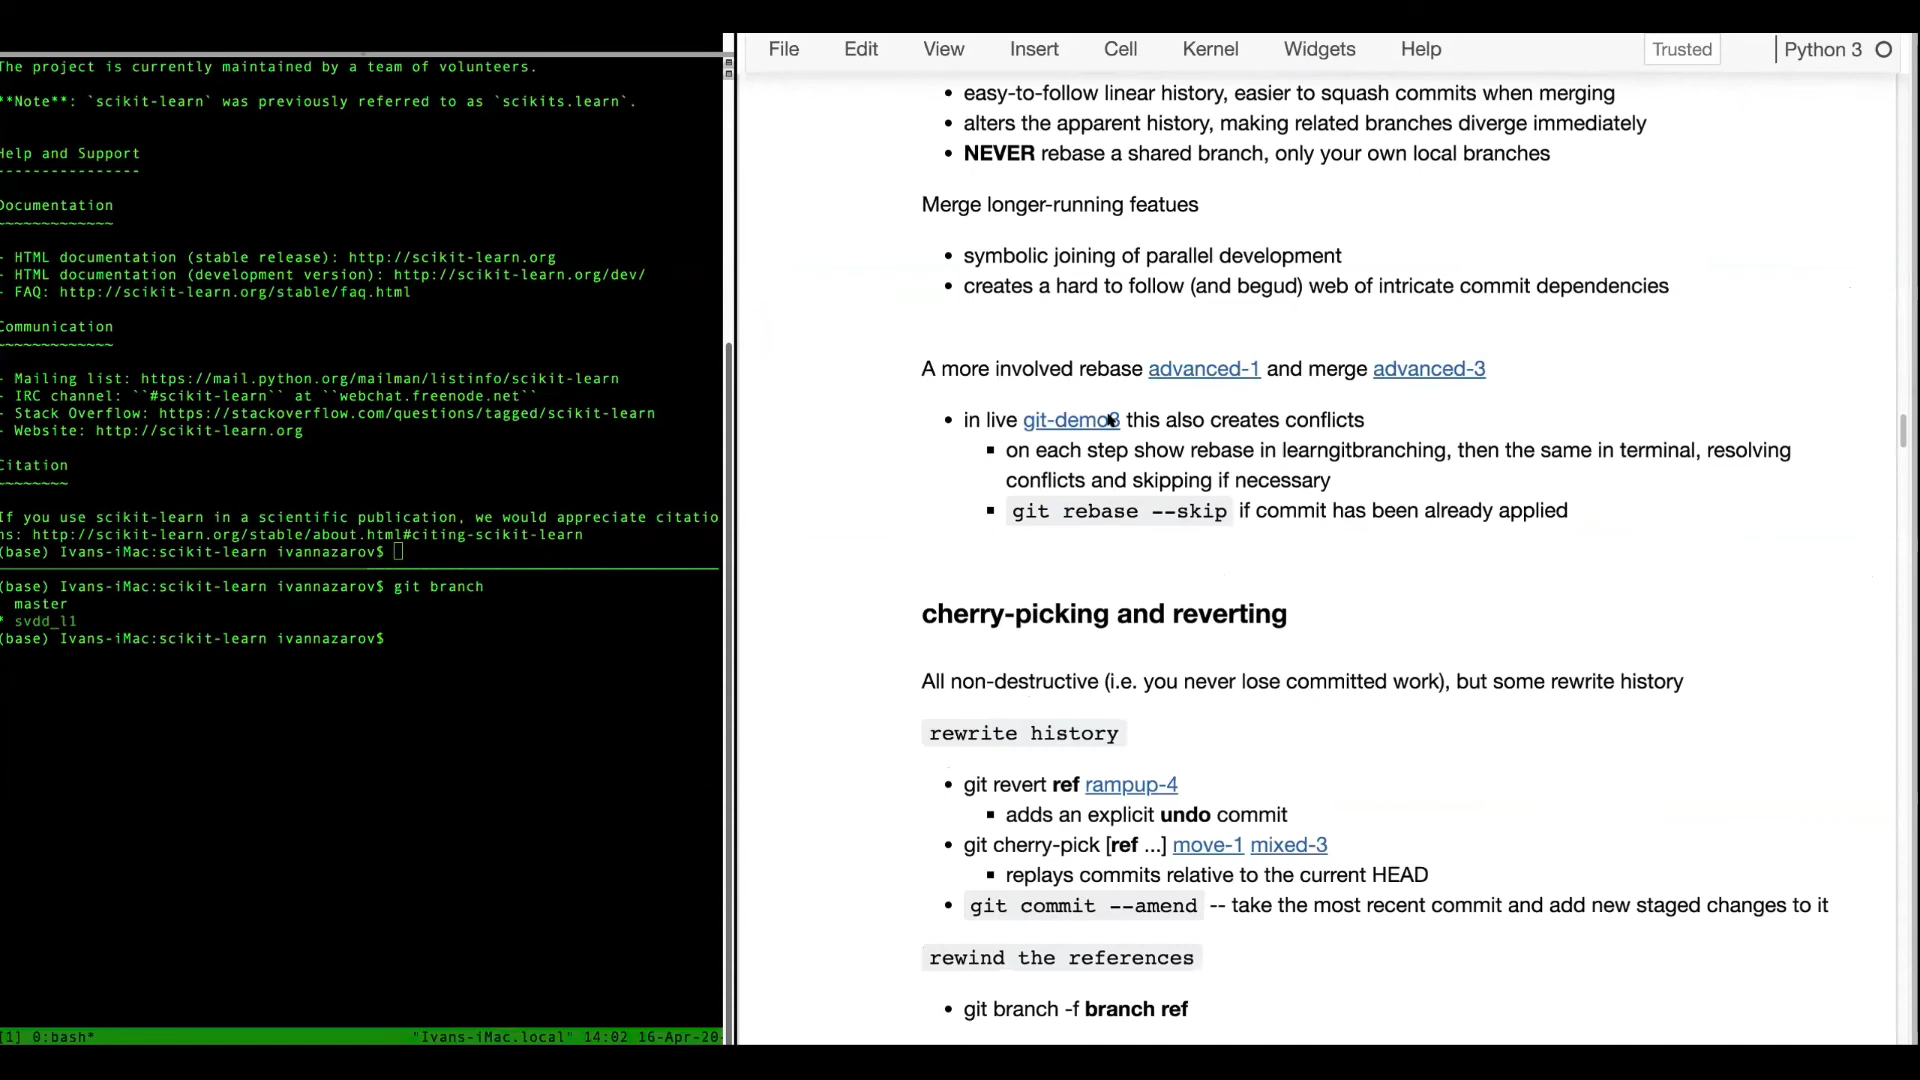 The project is currently maintained by a team of volunteers.
**Note**: `scikit-learn` was previously referred to as `scikits.learn`.
Help and Support
----------------
Documentation
~~~~~~~~~~~~~
- HTML documentation (stable release): http://scikit-learn.org
- HTML documentation (development version): http://scikit-learn.org/dev/
- FAQ: http://scikit-learn.org/stable/faq.html
Communication
~~~~~~~~~~~~~
- Mailing list: https://mail.python.org/mailman/listinfo/scikit-learn
- IRC channel: ``#scikit-learn`` at ``webchat.freenode.net``
- Stack Overflow: https://stackoverflow.com/questions/tagged/scikit-learn
- Website: http://scikit-learn.org
Citation
~~~~~~~~
If you use scikit-learn in a scientific publication, we would appreciate citatio
ns: http://scikit-learn.org/stable/about.html#citing-scikit-learn
(base) Ivans-iMac:scikit-learn ivannazarov$
(base) Ivans-iMac:scikit-learn ivannazarov$ git branch
master
* svdd_l1
(base) Ivans-iMac:scikit-learn ivannazarov$
[1] 0:bash* "Ivans-iMac.local" 14:02 16-Apr-20
File Edit View Insert Cell Kernel Widgets Help Trusted Python 3
• easy-to-follow linear history, easier to squash commits when merging
• alters the apparent history, making related branches diverge immediately
• NEVER rebase a shared branch, only your own local branches
Merge longer-running featues
• symbolic joining of parallel development
• creates a hard to follow (and begud) web of intricate commit dependencies
A more involved rebase advanced-1 and merge advanced-3
• in live git-demo3 this also creates conflicts
▪ on each step show rebase in learngitbranching, then the same in terminal, resolving
conflicts and skipping if necessary
▪ git rebase --skip if commit has been already applied
cherry-picking and reverting
All non-destructive (i.e. you never lose committed work), but some rewrite history
rewrite history
• git revert ref rampup-4
▪ adds an explicit undo commit
• git cherry-pick [ref ...] move-1 mixed-3
▪ replays commits relative to the current HEAD
• git commit --amend -- take the most recent commit and add new staged changes to it
rewind the references
• git branch -f branch ref